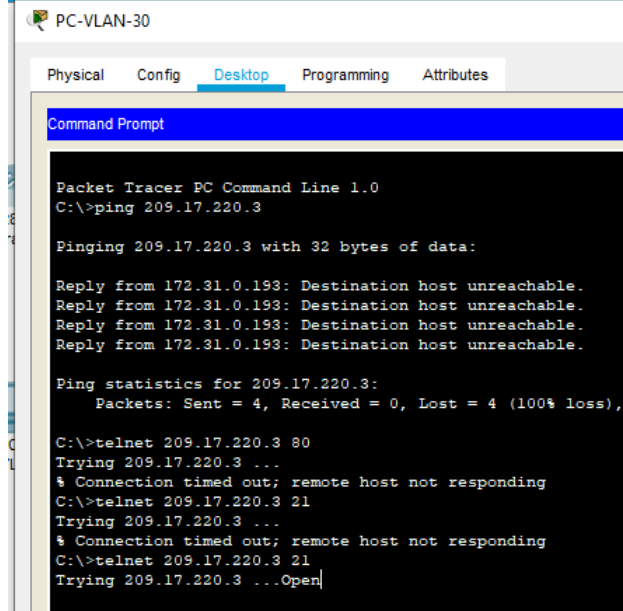 PC-VLAN-30
Physical Config Desktop Programming Attributes
Command Prompt
Packet Tracer PC Command Line 1.0
C:\>ping 209.17.220.3
Pinging 209.17.220.3 with 32 bytes of data:
Reply from 172.31.0.193: Destination host unreachable.
Reply from 172.31.0.193: Destination host unreachable.
Reply from 172.31.0.193: Destination host unreachable.
Reply from 172.31.0.193: Destination host unreachable.
Ping statistics for 209.17.220.3:
Packets: Sent = 4, Received = 0, Lost = 4 (100% loss),
C:\>telnet 209.17.220.3 80
Trying 209.17.220.3 ...
% Connection timed out; remote host not responding
C:\>telnet 209.17.220.3 21
Trying 209.17.220.3 ...
% Connection timed out; remote host not responding
C:\>telnet 209.17.220.3 21
Trying 209.17.220.3 ...Open